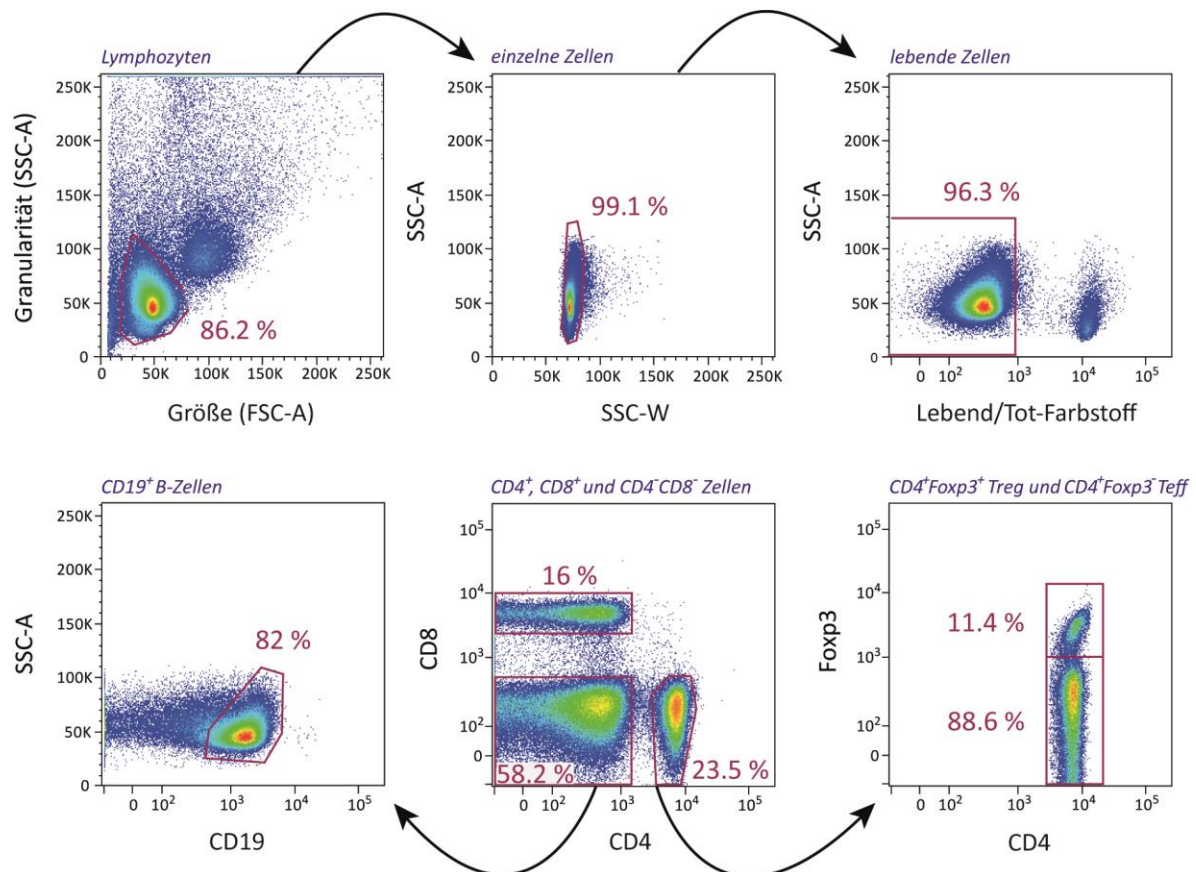 Lymphozyten
einzelne Zellen
lebende Zellen
Granularität (SSC-A)
250K
200K
150K
100K
50K
0
86.2 %
0 50K 100K 150K 200K 250K
Größe (FSC-A)
SSC-A
250K
200K
150K
100K
50K
0
99.1 %
50K 100K 150K 200K 250K
SSC-W
SSC-A
250K
200K
150K
100K
50K
0
96.3 %
0 10² 10³ 10⁴ 10⁵
Lebend/Tot-Farbstoff
CD19⁺ B-Zellen
CD4⁺, CD8⁺ und CD4⁻CD8⁻ Zellen
CD4⁺Foxp3⁺ Treg und CD4⁺Foxp3⁻ Teff
SSC-A
250K
200K
150K
100K
50K
0
82 %
0 10² 10³ 10⁴ 10⁵
CD19
CD8
10⁵
10⁴
10³
10²
0
16 %
58.2 %
23.5 %
0 10² 10³ 10⁴ 10⁵
CD4
Foxp3
10⁵
10⁴
10³
10²
0
11.4 %
88.6 %
0 10² 10³ 10⁴ 10⁵
CD4